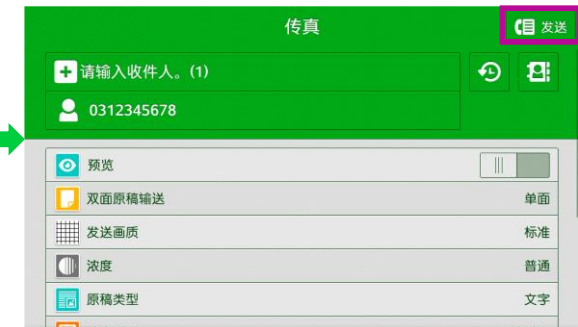 传真
发送
请输入收件人。(1)
0312345678
预览
双面原稿输送 单面
发送画质 标准
浓度 普通
原稿类型 文字